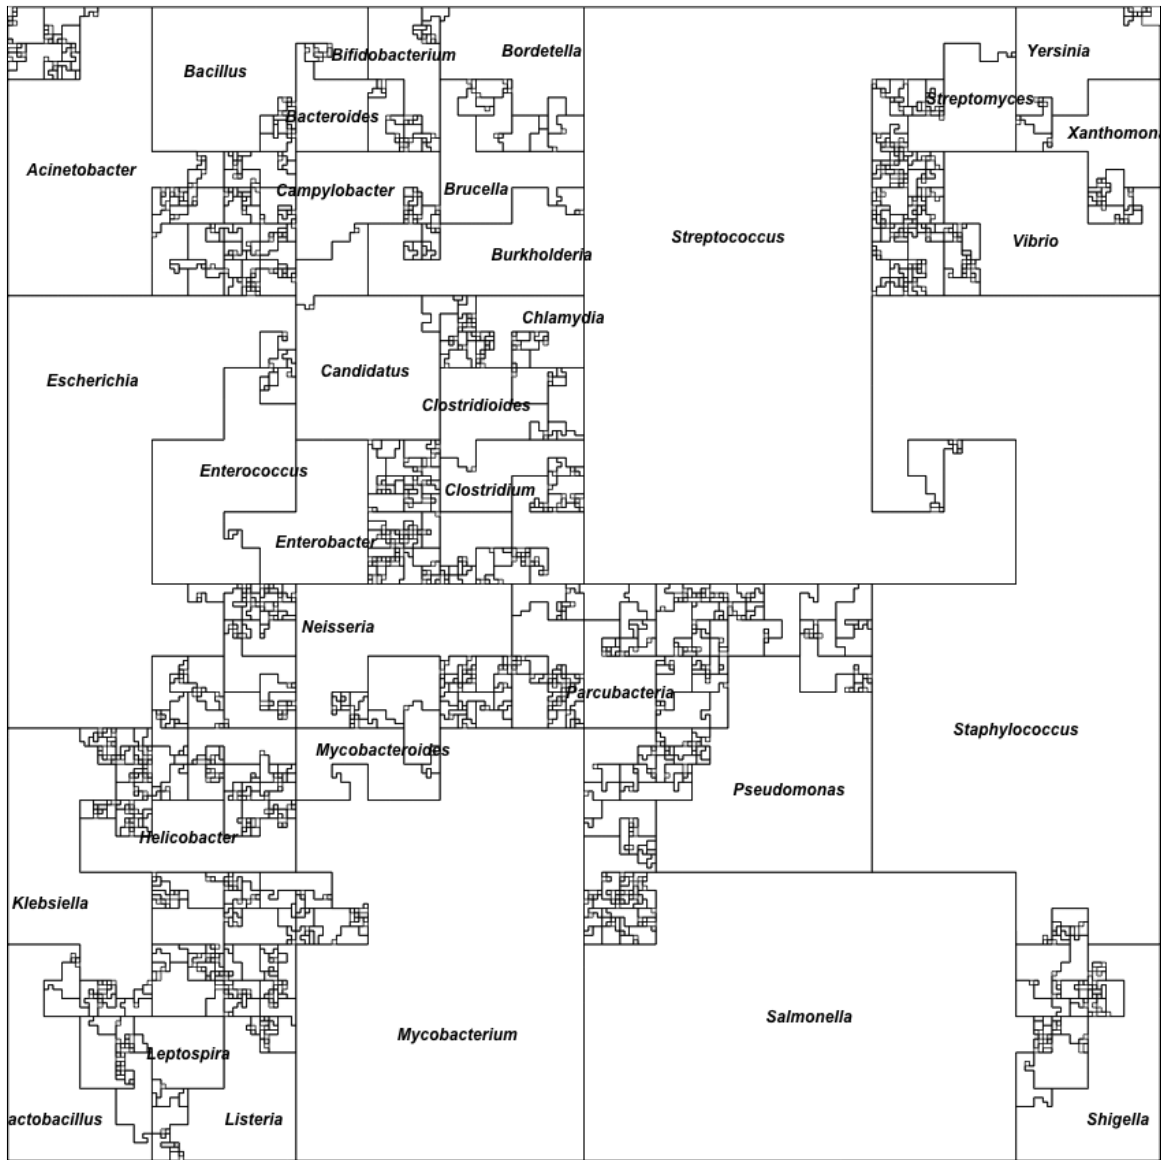 Bifidobacterium
Bordetella
Yersinia
Bacillus
Streptomyces
Bacteroides
Xanthomona
Acinetobacter
Campylobacter
Brucella
Streptococcus
Vibrio
Burkholderia
Chlamydia
Candidatus
Escherichia
Clostridioides
Enterococcus
Clostridium
Enterobacter
Neisseria
Parcubacteria
Staphylococcus
Mycobacteroides
Pseudomonas
Helicobacter
Klebsiella
Salmonella
Mycobacterium
Leptospira
actobacillus
Listeria
Shigella